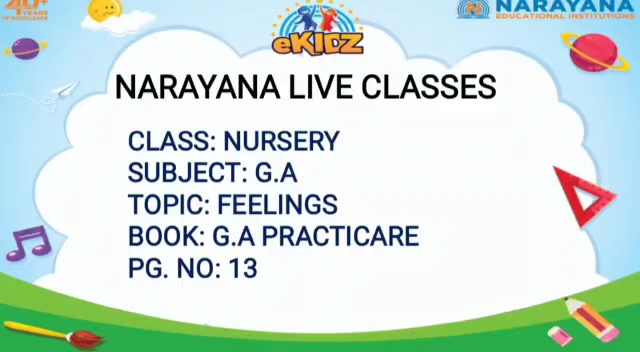 40+
YEARS
OF EXCELLENCE
eKIDZ
NARAYANA
EDUCATIONAL INSTITUTIONS
NARAYANA LIVE CLASSES
CLASS: NURSERY
SUBJECT: G.A
TOPIC: FEELINGS
BOOK: G.A PRACTICARE
PG. NO: 13